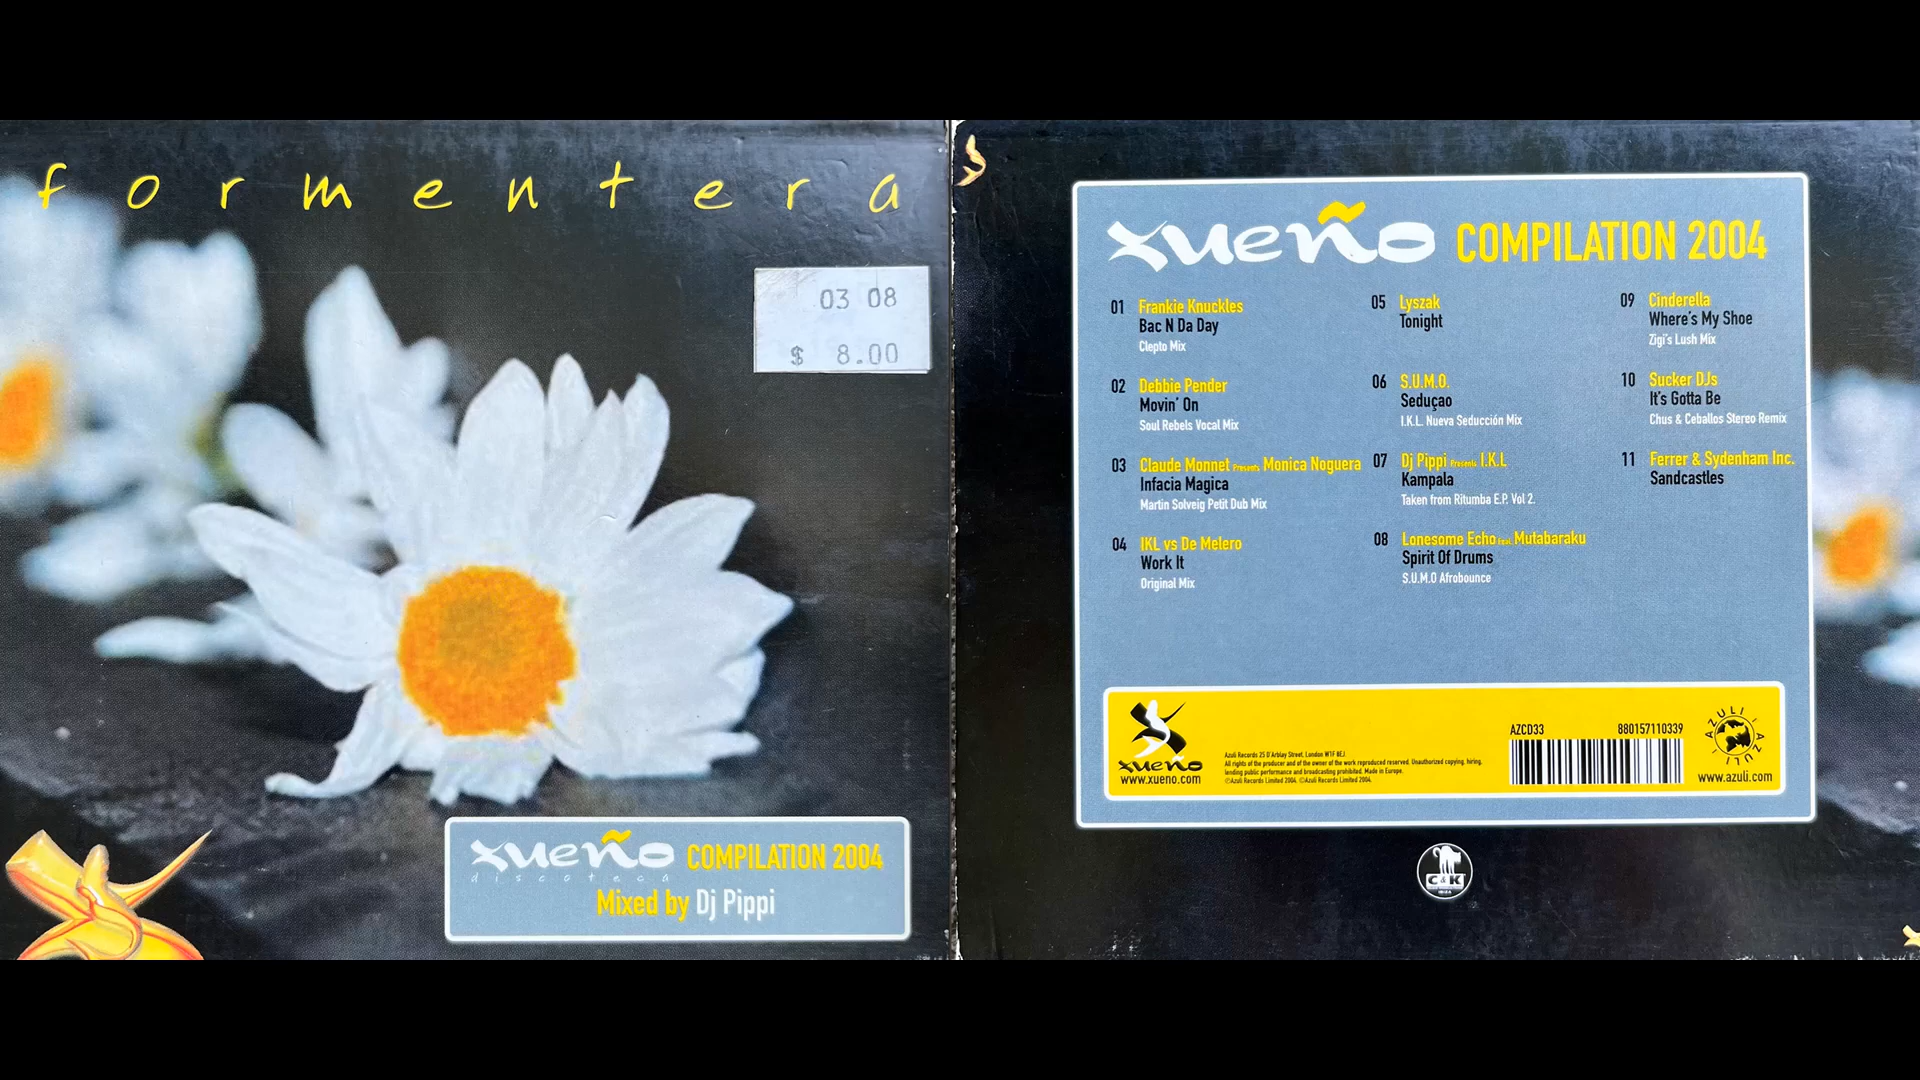 formentera
03 08
$ 8.00
xueño COMPILATION 2004
discoteca
Mixed by Dj Pippi
xueño COMPILATION 2004
01 Frankie Knuckles
Bac N Da Day
Clepto Mix
02 Debbie Pender
Movin' On
Soul Rebels Vocal Mix
03 Claude Monnet Presents Monica Noguera
Infacia Magica
Martin Solveig Petit Dub Mix
04 IKL vs De Melero
Work It
Original Mix
05 Lyszak
Tonight
06 S.U.M.O.
Seduçao
I.K.L. Nueva Seducción Mix
07 Dj Pippi Presents I.K.L
Kampala
Taken from Ritumba E.P. Vol 2.
08 Lonesome Echo feat. Mutabaraku
Spirit Of Drums
S.U.M.O Afrobounce
09 Cinderella
Where's My Shoe
Zigi's Lush Mix
10 Sucker DJs
It's Gotta Be
Chus & Ceballos Stereo Remix
11 Ferrer & Sydenham Inc.
Sandcastles
xueño
www.xueno.com
Azuli Records 25 D'Arblay Street, London W1F 8EJ.
All rights of the producer and of the owner of the work reproduced reserved. Unauthorized copying, hiring,
lending public performance and broadcasting prohibited. Made in Europe.
℗Azuli Records Limited 2004. ©Azuli Records Limited 2004.
AZCD33 880157110339
AZULI AZULI
www.azuli.com
C&K
IBIZA